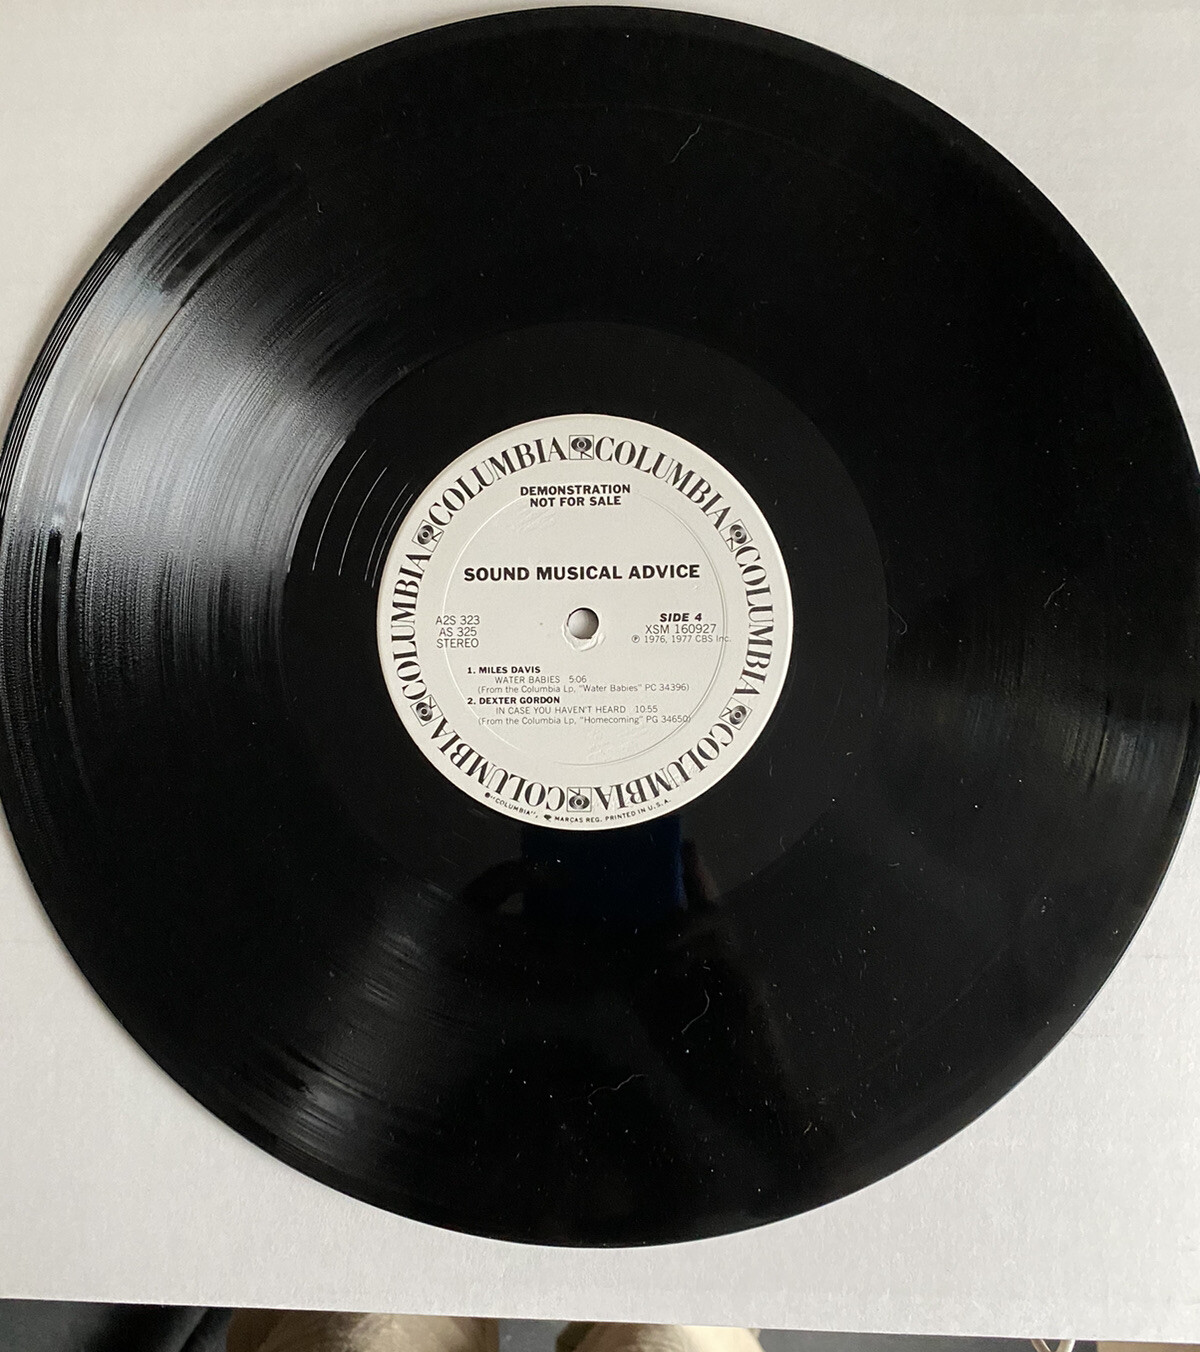 COLUMBIA COLUMBIA COLUMBIA COLUMBIA COLUMBIA COLUMBIA
DEMONSTRATION
NOT FOR SALE
SOUND MUSICAL ADVICE
A2S 323
AS 325
STEREO
SIDE 4
XSM 160927
℗ 1976, 1977 CBS Inc.
1. MILES DAVIS
WATER BABIES 5:06
(From the Columbia Lp, "Water Babies" PC 34396)
2. DEXTER GORDON
IN CASE YOU HAVEN'T HEARD 10:55
(From the Columbia Lp, "Homecoming" PG 34650)
"COLUMBIA", MARCAS REG. PRINTED IN U.S.A.